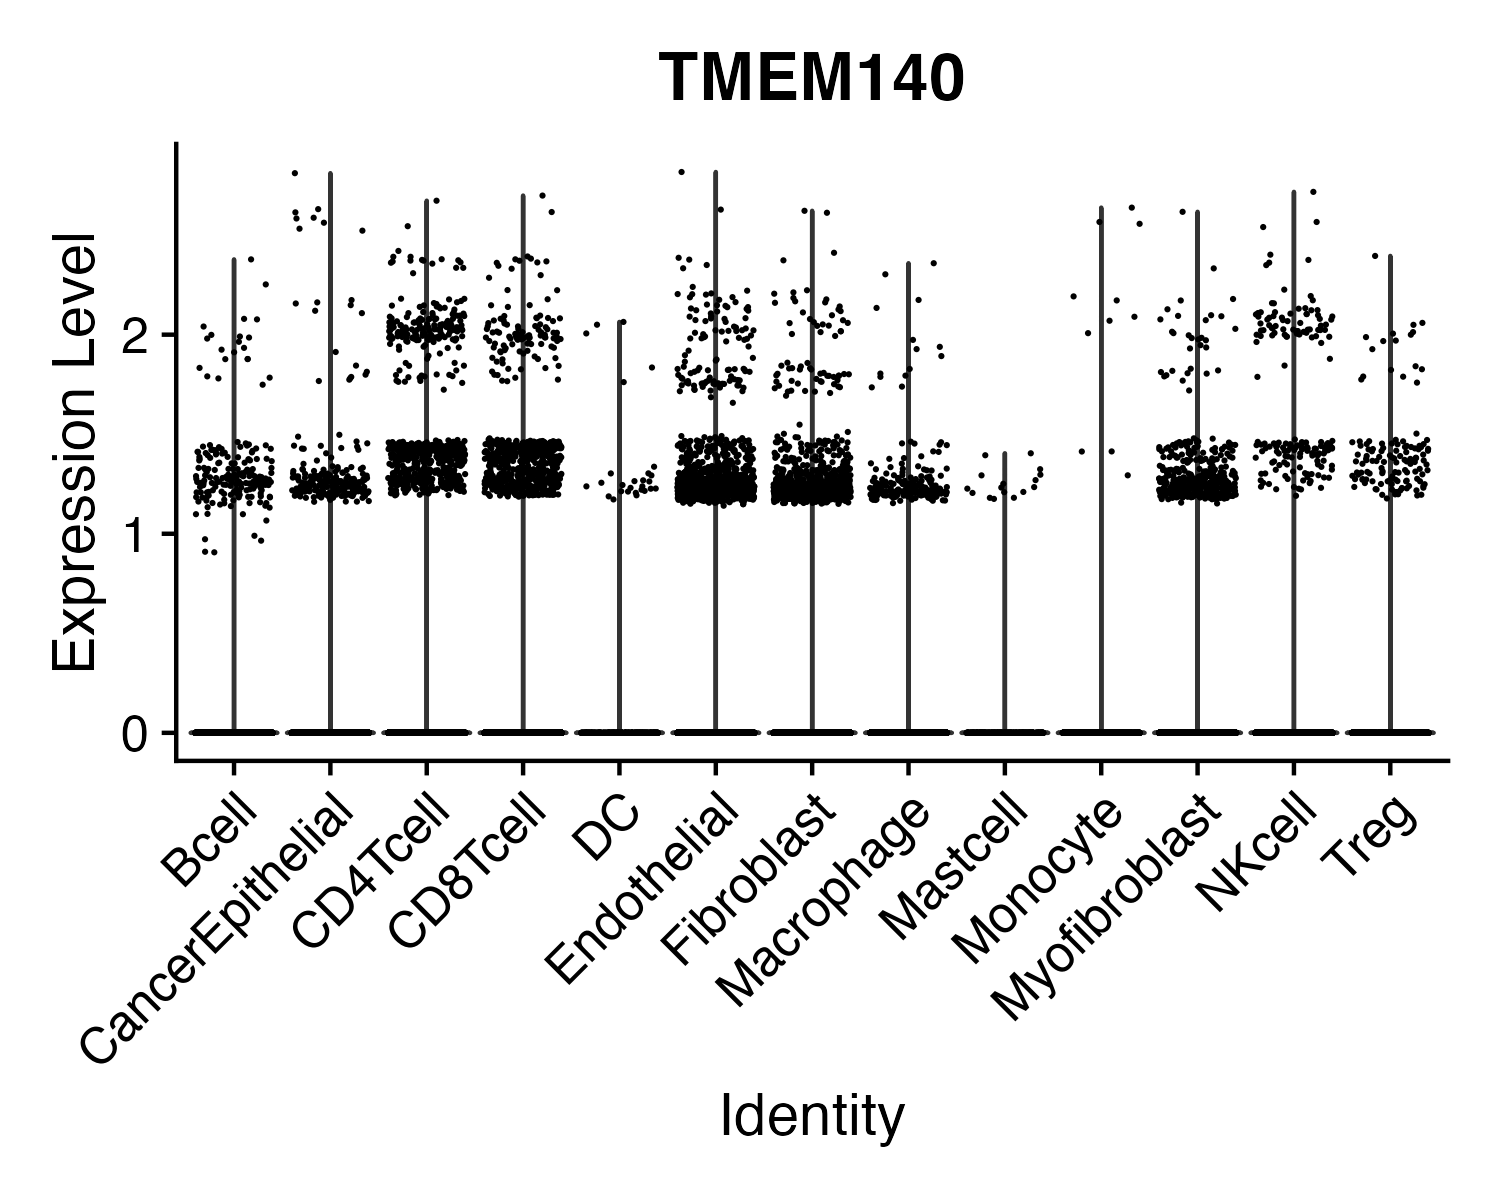 TMEM140
Expression Level
2
1
0
Bcell
CancerEpithelial
CD4Tcell
CD8Tcell
DC
Endothelial
Fibroblast
Macrophage
Mastcell
Monocyte
Myofibroblast
NKcell
Treg
Identity